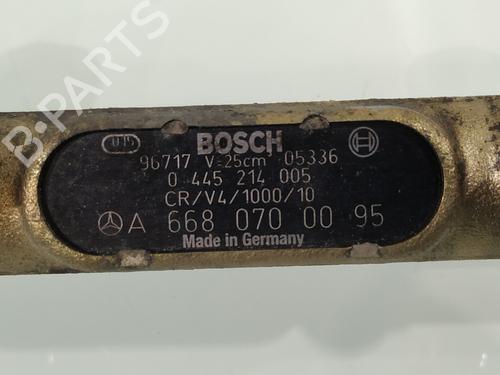 BOSCH
96717 V=25cm 05336
0 445 214 005
CR/V4/1000/10
A 668 070 00 95
Made in Germany
B-PARTS